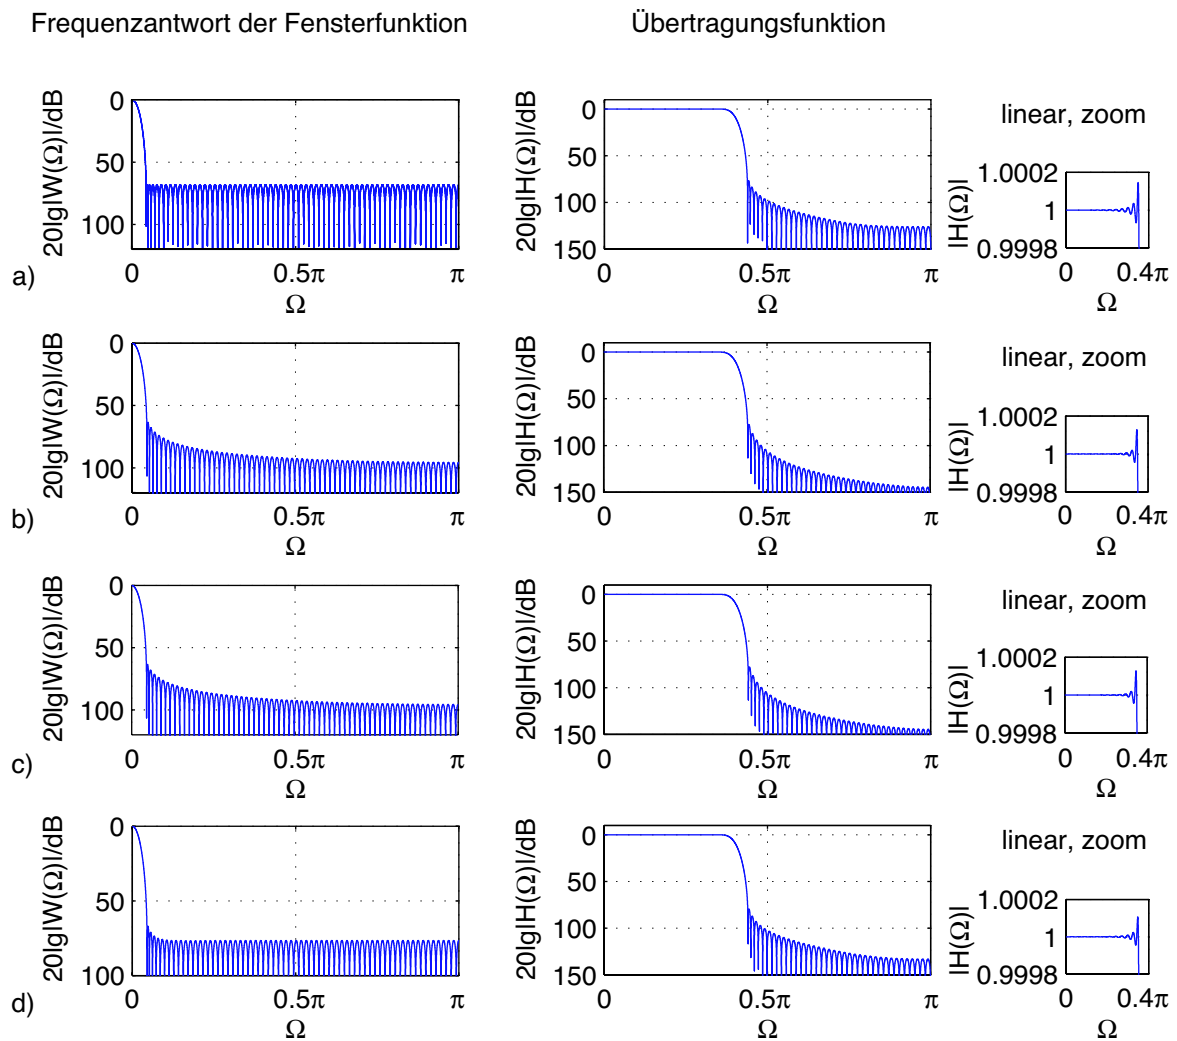 Frequenzantwort der Fensterfunktion
Übertragungsfunktion
a)
20lg|W(Ω)|/dB
0
50
100
0
0.5π
π
Ω
20lg|H(Ω)|/dB
0
50
100
150
0
0.5π
π
Ω
linear, zoom
|H(Ω)|
1.0002
1
0.9998
0
0.4π
Ω
b)
20lg|W(Ω)|/dB
0
50
100
0
0.5π
π
Ω
20lg|H(Ω)|/dB
0
50
100
150
0
0.5π
π
Ω
linear, zoom
|H(Ω)|
1.0002
1
0.9998
0
0.4π
Ω
c)
20lg|W(Ω)|/dB
0
50
100
0
0.5π
π
Ω
20lg|H(Ω)|/dB
0
50
100
150
0
0.5π
π
Ω
linear, zoom
|H(Ω)|
1.0002
1
0.9998
0
0.4π
Ω
d)
20lg|W(Ω)|/dB
0
50
100
0
0.5π
π
Ω
20lg|H(Ω)|/dB
0
50
100
150
0
0.5π
π
Ω
linear, zoom
|H(Ω)|
1.0002
1
0.9998
0
0.4π
Ω